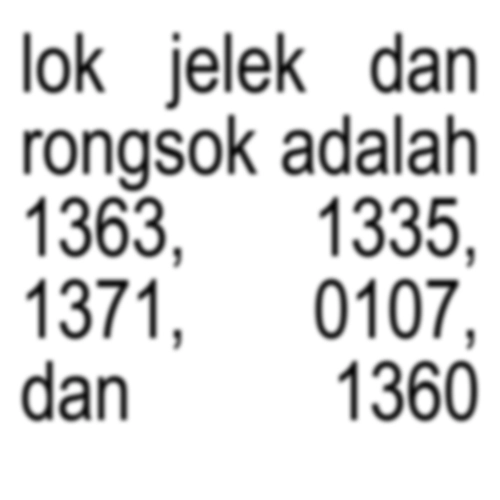 lok jelek dan
rongsok adalah
1363, 1335,
1371, 0107,
dan 1360